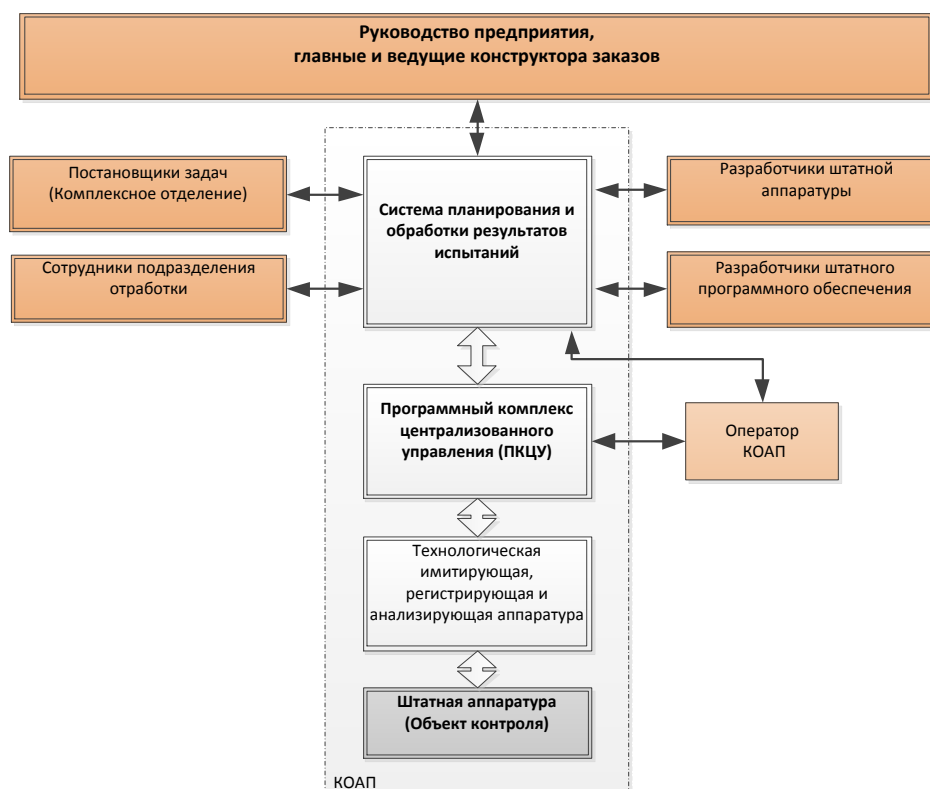 Руководство предприятия,
главные и ведущие конструктора заказов
Постановщики задач
(Комплексное отделение)
Система планирования и
обработки результатов
испытаний
Разработчики штатной
аппаратуры
Сотрудники подразделения
отработки
Разработчики штатного
программного обеспечения
Программный комплекс
централизованного
управления (ПКЦУ)
Оператор
КОАП
Технологическая
имитирующая,
регистрирующая и
анализирующая аппаратура
Штатная аппаратура
(Объект контроля)
КОАП